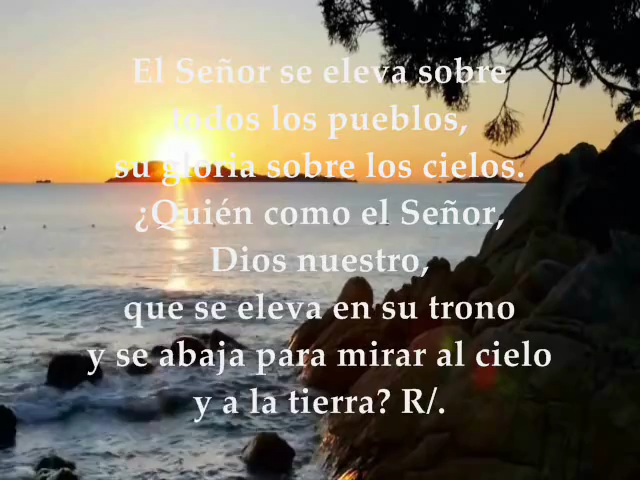 El Señor se eleva sobre
todos los pueblos,
su gloria sobre los cielos.
¿Quién como el Señor,
Dios nuestro,
que se eleva en su trono
y se abaja para mirar al cielo
y a la tierra? R/.